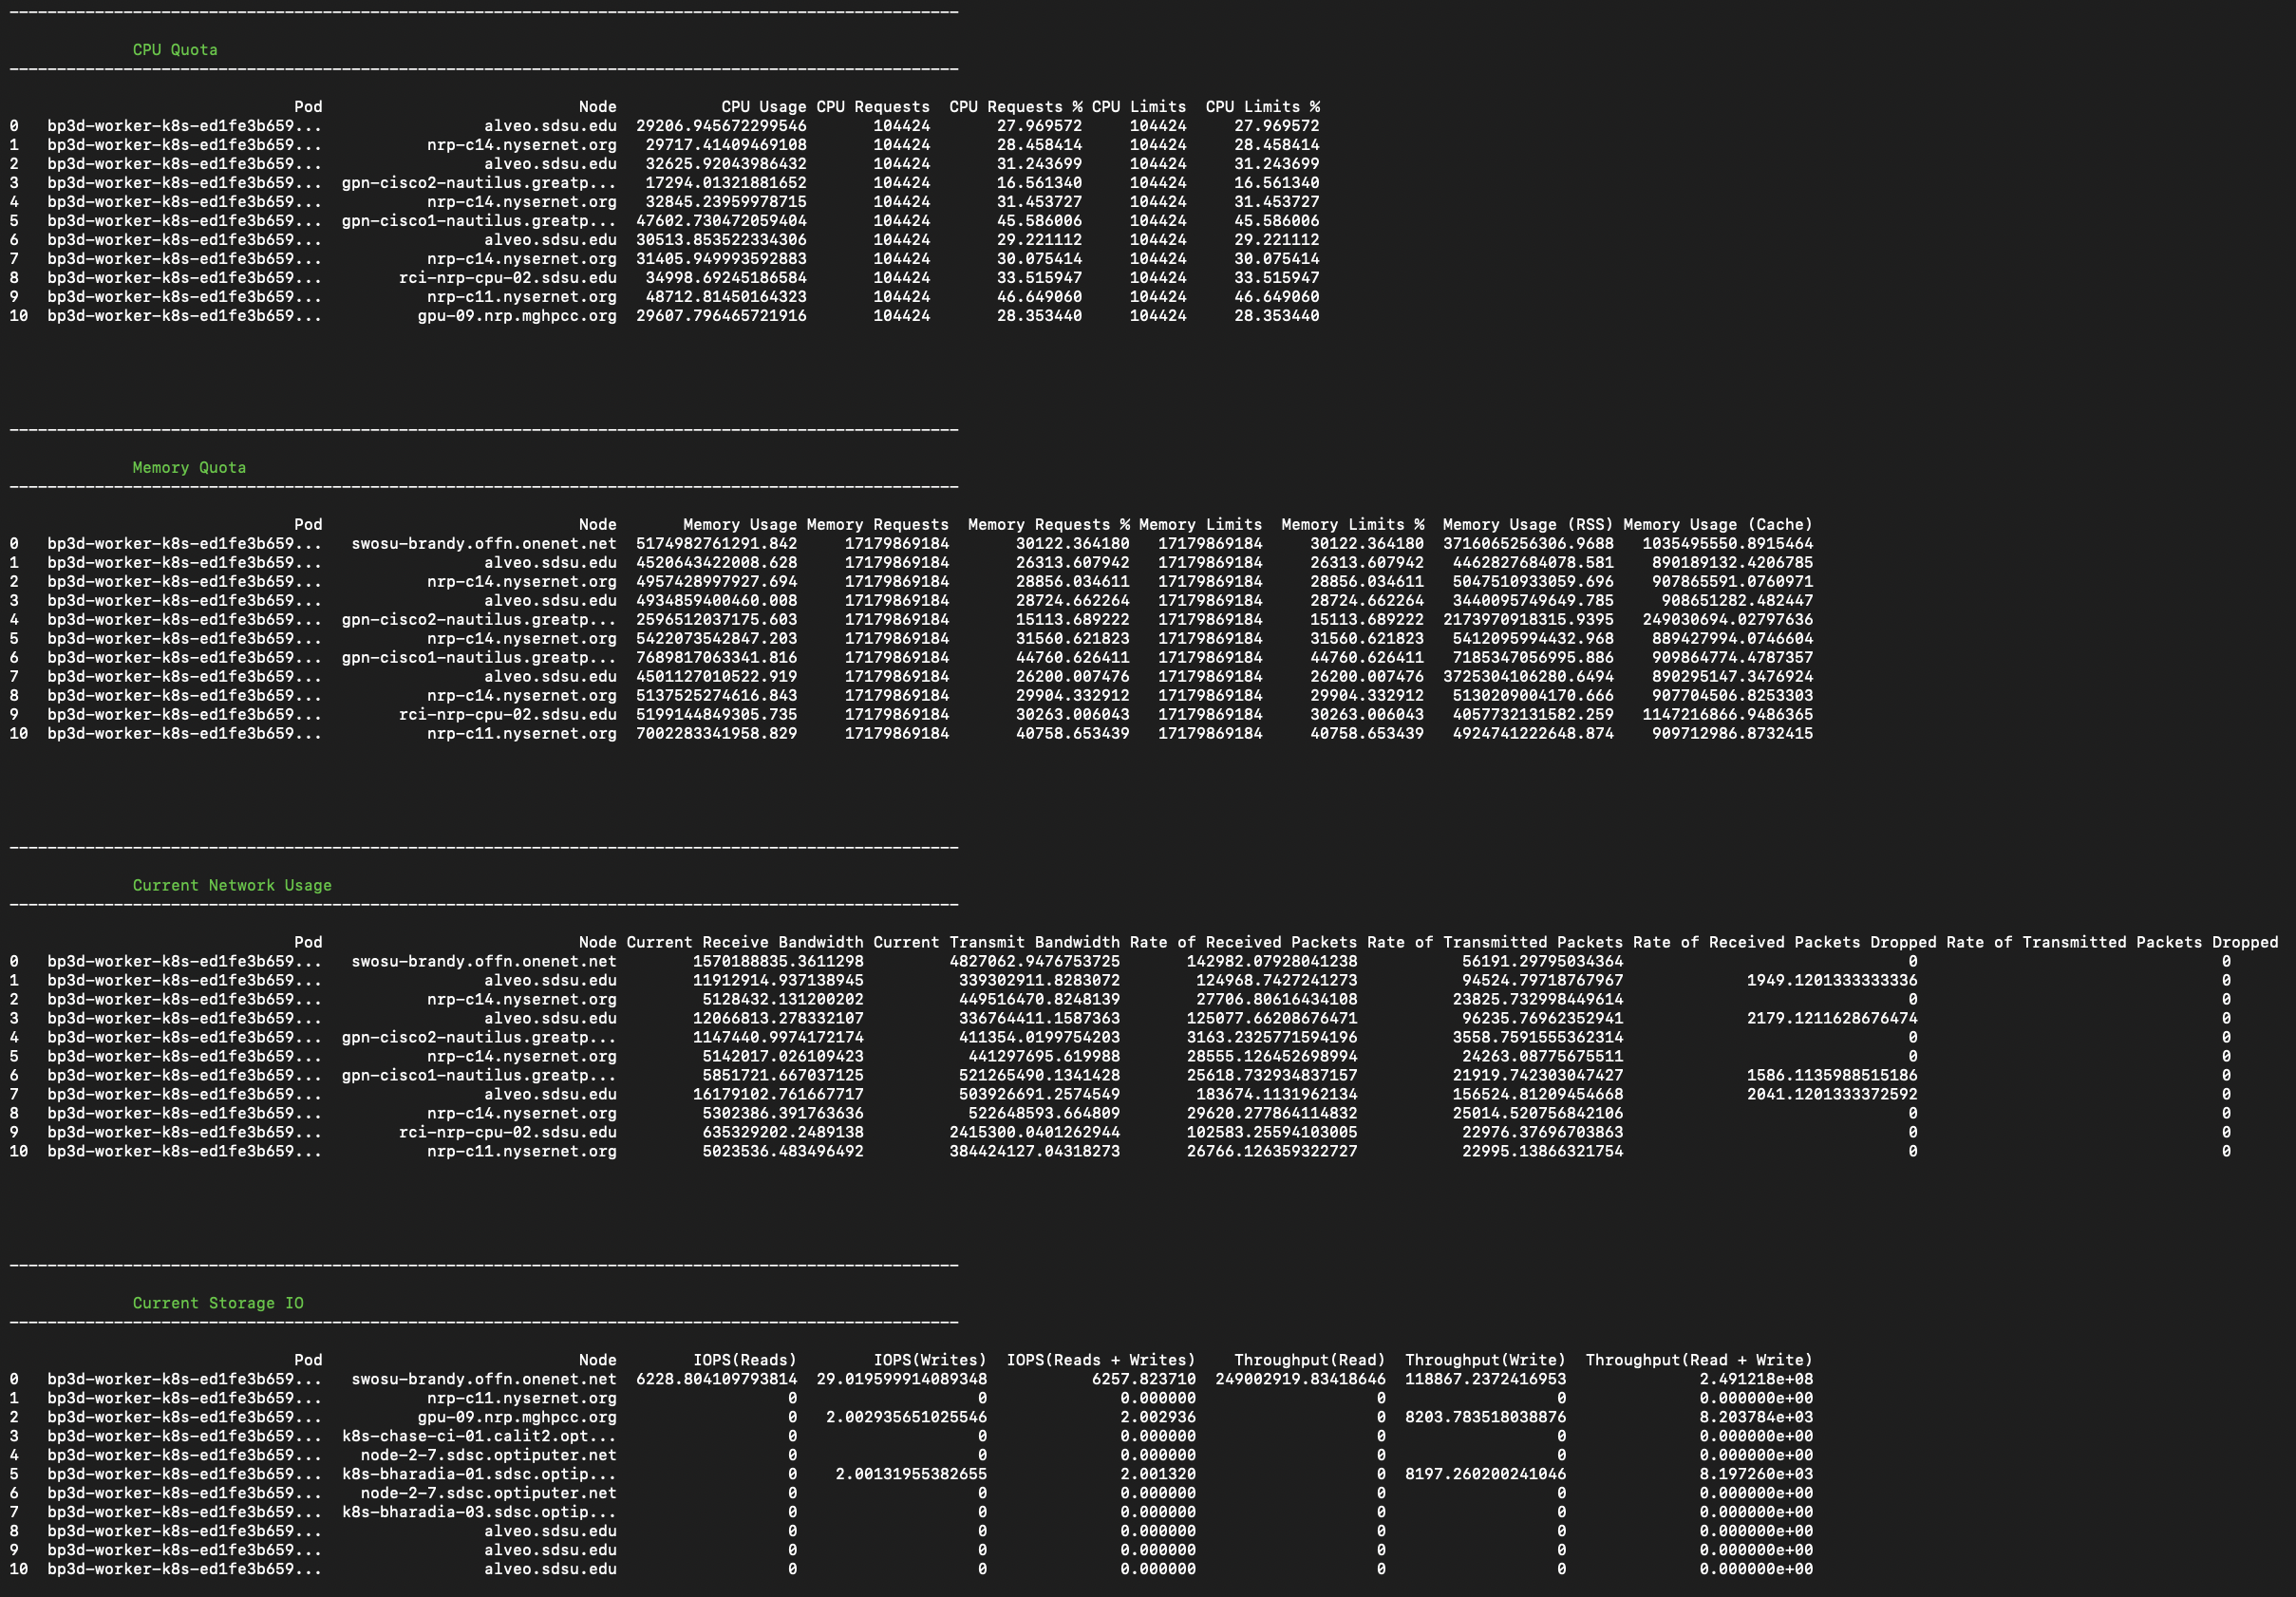 CPU Quota
Pod Node CPU Usage CPU Requests CPU Requests % CPU Limits CPU Limits %
0 bp3d-worker-k8s-ed1fe3b659... alveo.sdsu.edu 29206.945672299546 104424 27.969572 104424 27.969572
1 bp3d-worker-k8s-ed1fe3b659... nrp-c14.nysernet.org 29717.41409469108 104424 28.458414 104424 28.458414
2 bp3d-worker-k8s-ed1fe3b659... alveo.sdsu.edu 32625.92043986432 104424 31.243699 104424 31.243699
3 bp3d-worker-k8s-ed1fe3b659... gpn-cisco2-nautilus.greatp... 17294.01321881652 104424 16.561340 104424 16.561340
4 bp3d-worker-k8s-ed1fe3b659... nrp-c14.nysernet.org 32845.23959978715 104424 31.453727 104424 31.453727
5 bp3d-worker-k8s-ed1fe3b659... gpn-cisco1-nautilus.greatp... 47602.730472059404 104424 45.586006 104424 45.586006
6 bp3d-worker-k8s-ed1fe3b659... alveo.sdsu.edu 30513.853522334306 104424 29.221112 104424 29.221112
7 bp3d-worker-k8s-ed1fe3b659... nrp-c14.nysernet.org 31405.949993592883 104424 30.075414 104424 30.075414
8 bp3d-worker-k8s-ed1fe3b659... rci-nrp-cpu-02.sdsu.edu 34998.69245186584 104424 33.515947 104424 33.515947
9 bp3d-worker-k8s-ed1fe3b659... nrp-c11.nysernet.org 48712.81450164323 104424 46.649060 104424 46.649060
10 bp3d-worker-k8s-ed1fe3b659... gpu-09.nrp.mghpcc.org 29607.796465721916 104424 28.353440 104424 28.353440
Memory Quota
Pod Node Memory Usage Memory Requests Memory Requests % Memory Limits Memory Limits % Memory Usage (RSS) Memory Usage (Cache)
0 bp3d-worker-k8s-ed1fe3b659... swosu-brandy.offn.onenet.net 5174982761291.842 17179869184 30122.364180 17179869184 30122.364180 3716065256306.9688 1035495550.8915464
1 bp3d-worker-k8s-ed1fe3b659... alveo.sdsu.edu 4520643422008.628 17179869184 26313.607942 17179869184 26313.607942 4462827684078.581 890189132.4206785
2 bp3d-worker-k8s-ed1fe3b659... nrp-c14.nysernet.org 4957428997927.694 17179869184 28856.034611 17179869184 28856.034611 5047510933059.696 907865591.0760971
3 bp3d-worker-k8s-ed1fe3b659... alveo.sdsu.edu 4934859400460.008 17179869184 28724.662264 17179869184 28724.662264 3440095749649.785 908651282.482447
4 bp3d-worker-k8s-ed1fe3b659... gpn-cisco2-nautilus.greatp... 2596512037175.603 17179869184 15113.689222 17179869184 15113.689222 2173970918315.9395 249030694.02797636
5 bp3d-worker-k8s-ed1fe3b659... nrp-c14.nysernet.org 5422073542847.203 17179869184 31560.621823 17179869184 31560.621823 5412095994432.968 889427994.0746604
6 bp3d-worker-k8s-ed1fe3b659... gpn-cisco1-nautilus.greatp... 7689817063341.816 17179869184 44760.626411 17179869184 44760.626411 7185347056995.886 909864774.4787357
7 bp3d-worker-k8s-ed1fe3b659... alveo.sdsu.edu 4501127010522.919 17179869184 26200.007476 17179869184 26200.007476 3725304106280.6494 890295147.3476924
8 bp3d-worker-k8s-ed1fe3b659... nrp-c14.nysernet.org 5137525274616.843 17179869184 29904.332912 17179869184 29904.332912 5130209004170.666 907704506.8253303
9 bp3d-worker-k8s-ed1fe3b659... rci-nrp-cpu-02.sdsu.edu 5199144849305.735 17179869184 30263.006043 17179869184 30263.006043 4057732131582.259 1147216866.9486365
10 bp3d-worker-k8s-ed1fe3b659... nrp-c11.nysernet.org 7002283341958.829 17179869184 40758.653439 17179869184 40758.653439 4924741222648.874 909712986.8732415
Current Network Usage
Pod Node Current Receive Bandwidth Current Transmit Bandwidth Rate of Received Packets Rate of Transmitted Packets Rate of Received Packets Dropped Rate of Transmitted Packets Dropped
0 bp3d-worker-k8s-ed1fe3b659... swosu-brandy.offn.onenet.net 1570188835.3611298 4827062.9476753725 142982.07928041238 56191.29795034364 0 0
1 bp3d-worker-k8s-ed1fe3b659... alveo.sdsu.edu 11912914.937138945 339302911.8283072 124968.7427241273 94524.79718767967 1949.1201333333336 0
2 bp3d-worker-k8s-ed1fe3b659... nrp-c14.nysernet.org 5128432.131200202 449516470.8248139 27706.80616434108 23825.732998449614 0 0
3 bp3d-worker-k8s-ed1fe3b659... alveo.sdsu.edu 12066813.278332107 336764411.1587363 125077.66208676471 96235.76962352941 2179.1211628676474 0
4 bp3d-worker-k8s-ed1fe3b659... gpn-cisco2-nautilus.greatp... 1147440.9974172174 411354.0199754203 3163.2325771594196 3558.7591555362314 0 0
5 bp3d-worker-k8s-ed1fe3b659... nrp-c14.nysernet.org 5142017.026109423 441297695.619988 28555.126452698994 24263.08775675511 0 0
6 bp3d-worker-k8s-ed1fe3b659... gpn-cisco1-nautilus.greatp... 5851721.667037125 521265490.1341428 25618.732934837157 21919.742303047427 1586.1135988515186 0
7 bp3d-worker-k8s-ed1fe3b659... alveo.sdsu.edu 16179102.761667717 503926691.2574549 183674.1131962134 156524.81209454668 2041.1201333372592 0
8 bp3d-worker-k8s-ed1fe3b659... nrp-c14.nysernet.org 5302386.391763636 522648593.664809 29620.277864114832 25014.520756842106 0 0
9 bp3d-worker-k8s-ed1fe3b659... rci-nrp-cpu-02.sdsu.edu 635329202.2489138 2415300.0401262944 102583.25594103005 22976.37696703863 0 0
10 bp3d-worker-k8s-ed1fe3b659... nrp-c11.nysernet.org 5023536.483496492 384424127.04318273 26766.126359322727 22995.13866321754 0 0
Current Storage IO
Pod Node IOPS(Reads) IOPS(Writes) IOPS(Reads + Writes) Throughput(Read) Throughput(Write) Throughput(Read + Write)
0 bp3d-worker-k8s-ed1fe3b659... swosu-brandy.offn.onenet.net 6228.804109793814 29.019599914089348 6257.823710 249002919.83418646 118867.2372416953 2.491218e+08
1 bp3d-worker-k8s-ed1fe3b659... nrp-c11.nysernet.org 0 0 0.000000 0 0 0.000000e+00
2 bp3d-worker-k8s-ed1fe3b659... gpu-09.nrp.mghpcc.org 0 2.002935651025546 2.002936 0 8203.783518038876 8.203784e+03
3 bp3d-worker-k8s-ed1fe3b659... k8s-chase-ci-01.calit2.opt... 0 0 0.000000 0 0 0.000000e+00
4 bp3d-worker-k8s-ed1fe3b659... node-2-7.sdsc.optiputer.net 0 0 0.000000 0 0 0.000000e+00
5 bp3d-worker-k8s-ed1fe3b659... k8s-bharadia-01.sdsc.optip... 0 2.00131955382655 2.001320 0 8197.260200241046 8.197260e+03
6 bp3d-worker-k8s-ed1fe3b659... node-2-7.sdsc.optiputer.net 0 0 0.000000 0 0 0.000000e+00
7 bp3d-worker-k8s-ed1fe3b659... k8s-bharadia-03.sdsc.optip... 0 0 0.000000 0 0 0.000000e+00
8 bp3d-worker-k8s-ed1fe3b659... alveo.sdsu.edu 0 0 0.000000 0 0 0.000000e+00
9 bp3d-worker-k8s-ed1fe3b659... alveo.sdsu.edu 0 0 0.000000 0 0 0.000000e+00
10 bp3d-worker-k8s-ed1fe3b659... alveo.sdsu.edu 0 0 0.000000 0 0 0.000000e+00